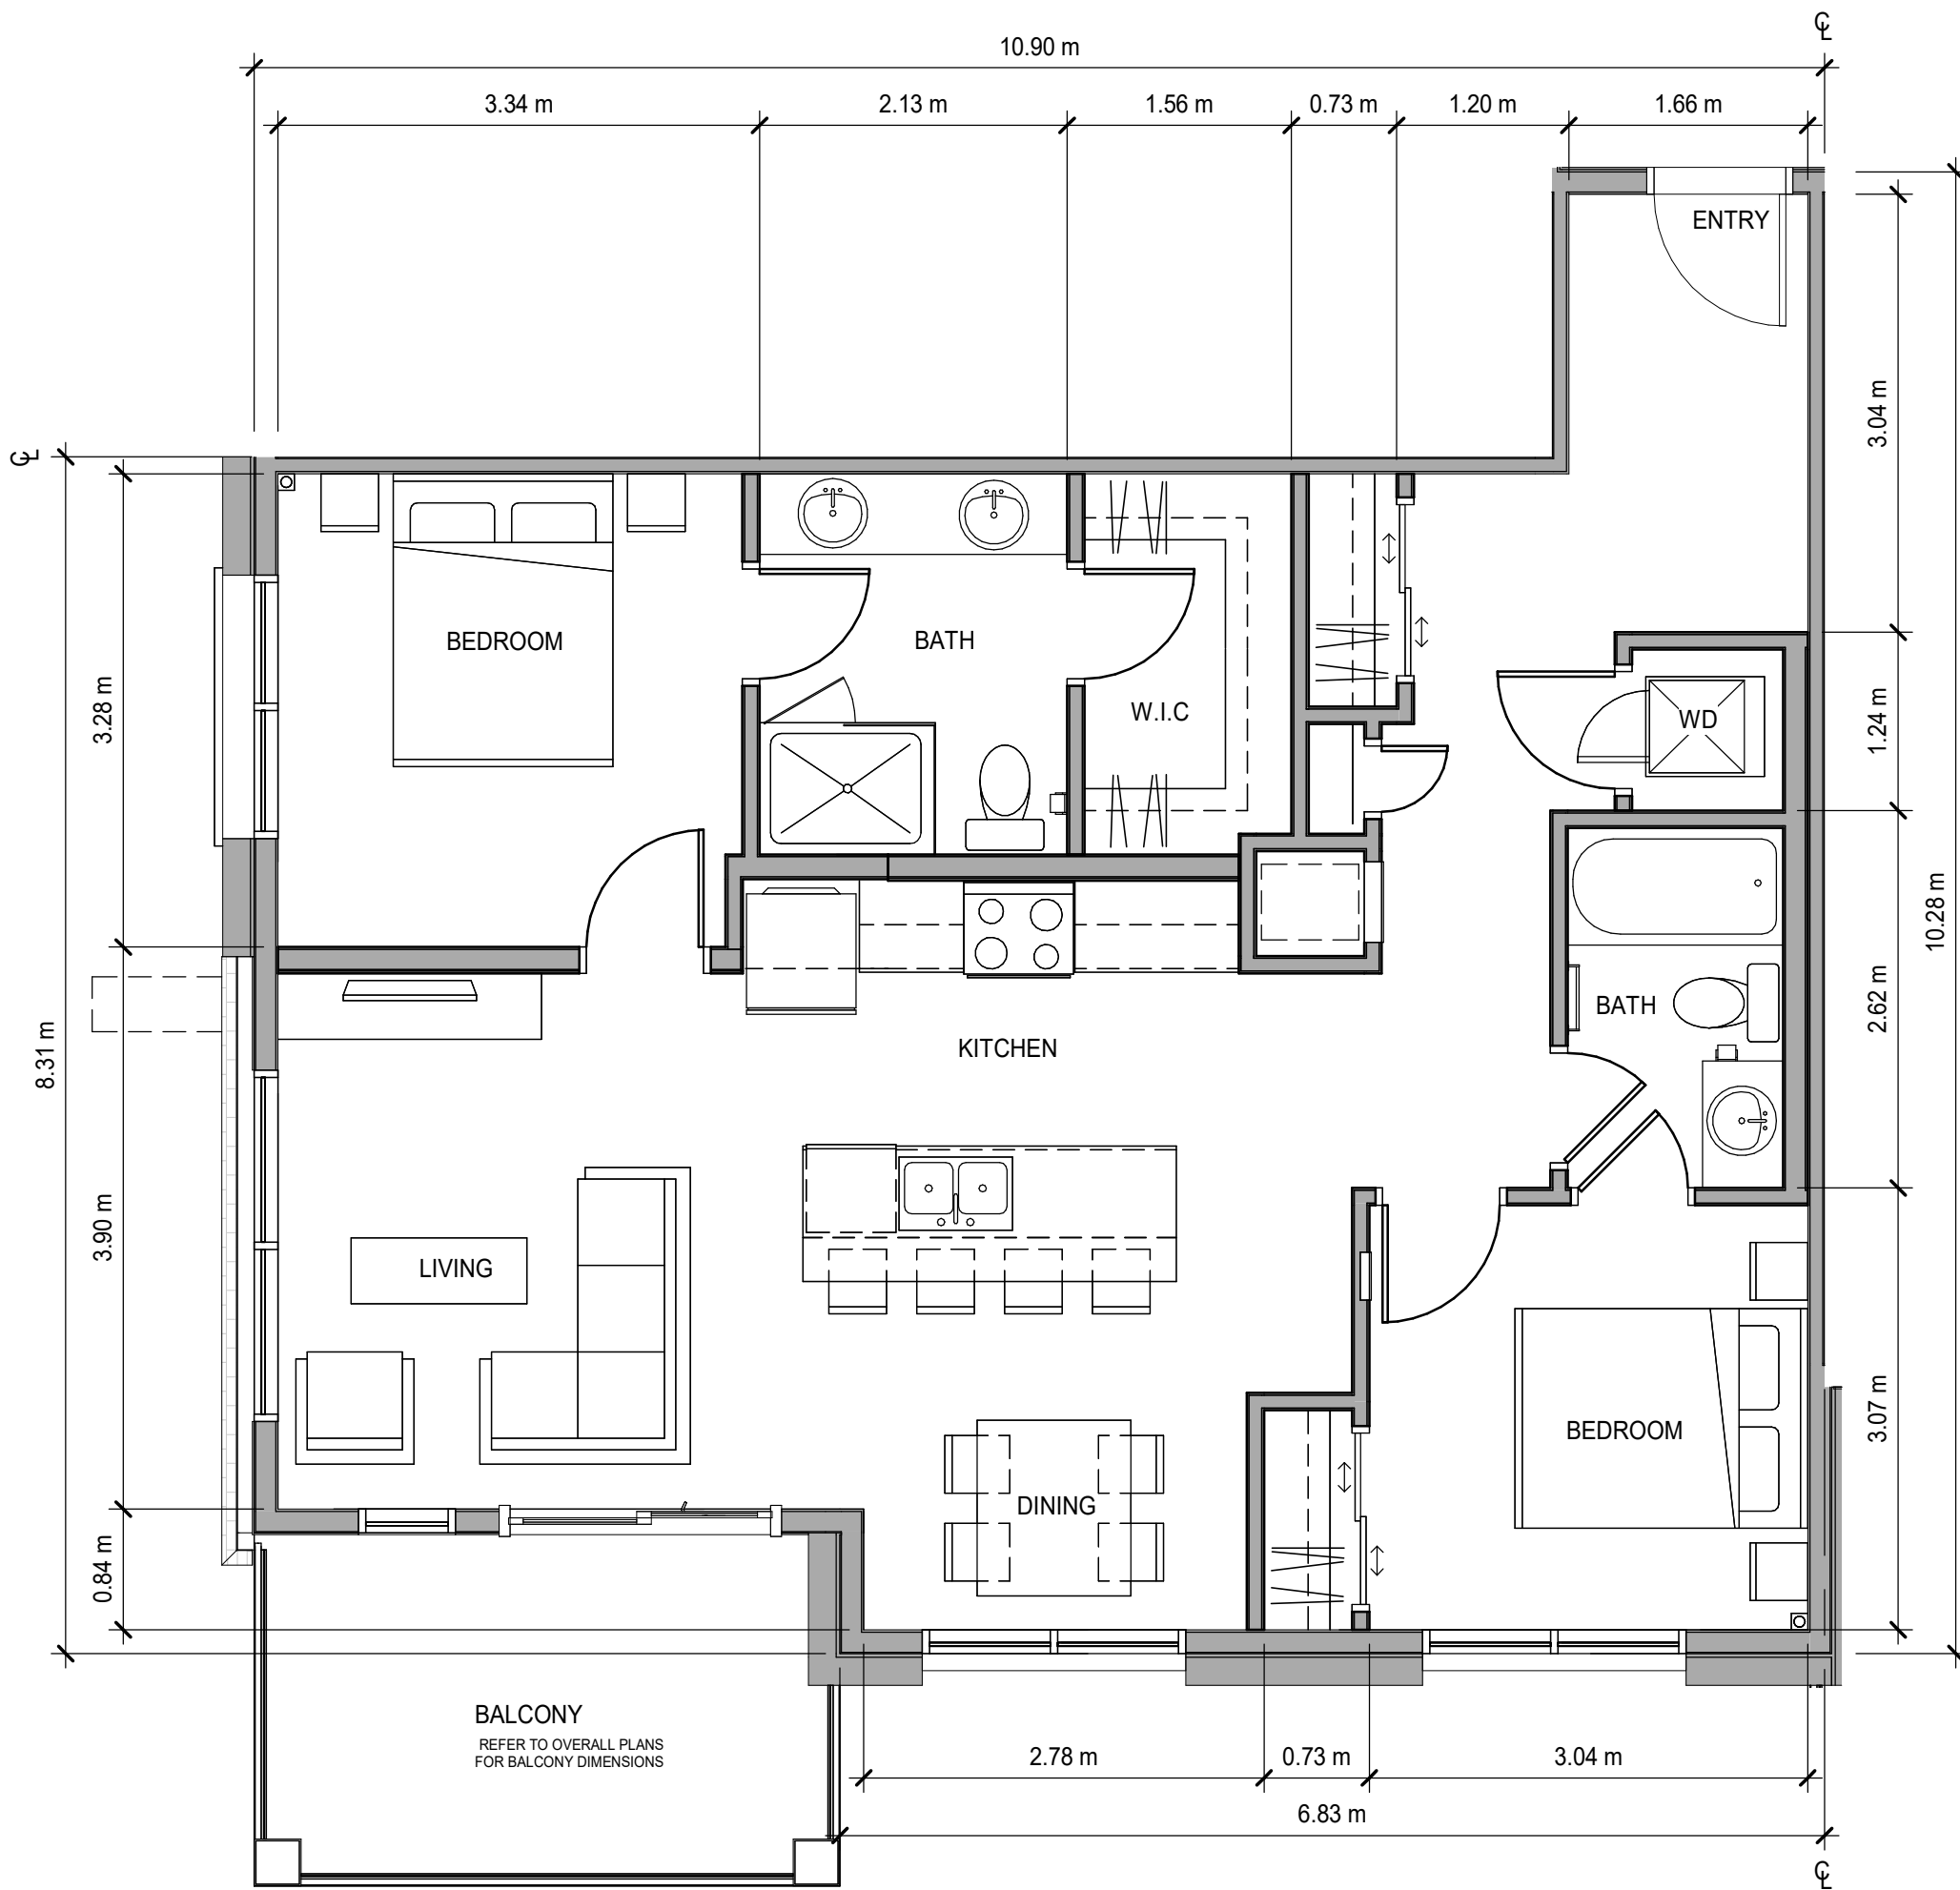 ℄
10.90 m
3.34 m
2.13 m
1.56 m
0.73 m
1.20 m
1.66 m
ENTRY
3.04 m
℄
BEDROOM
BATH
W.I.C
WD
3.28 m
1.24 m
10.28 m
BATH
2.62 m
KITCHEN
8.31 m
3.90 m
LIVING
3.07 m
BEDROOM
DINING
0.84 m
BALCONY
REFER TO OVERALL PLANS
FOR BALCONY DIMENSIONS
2.78 m
0.73 m
3.04 m
6.83 m
℄